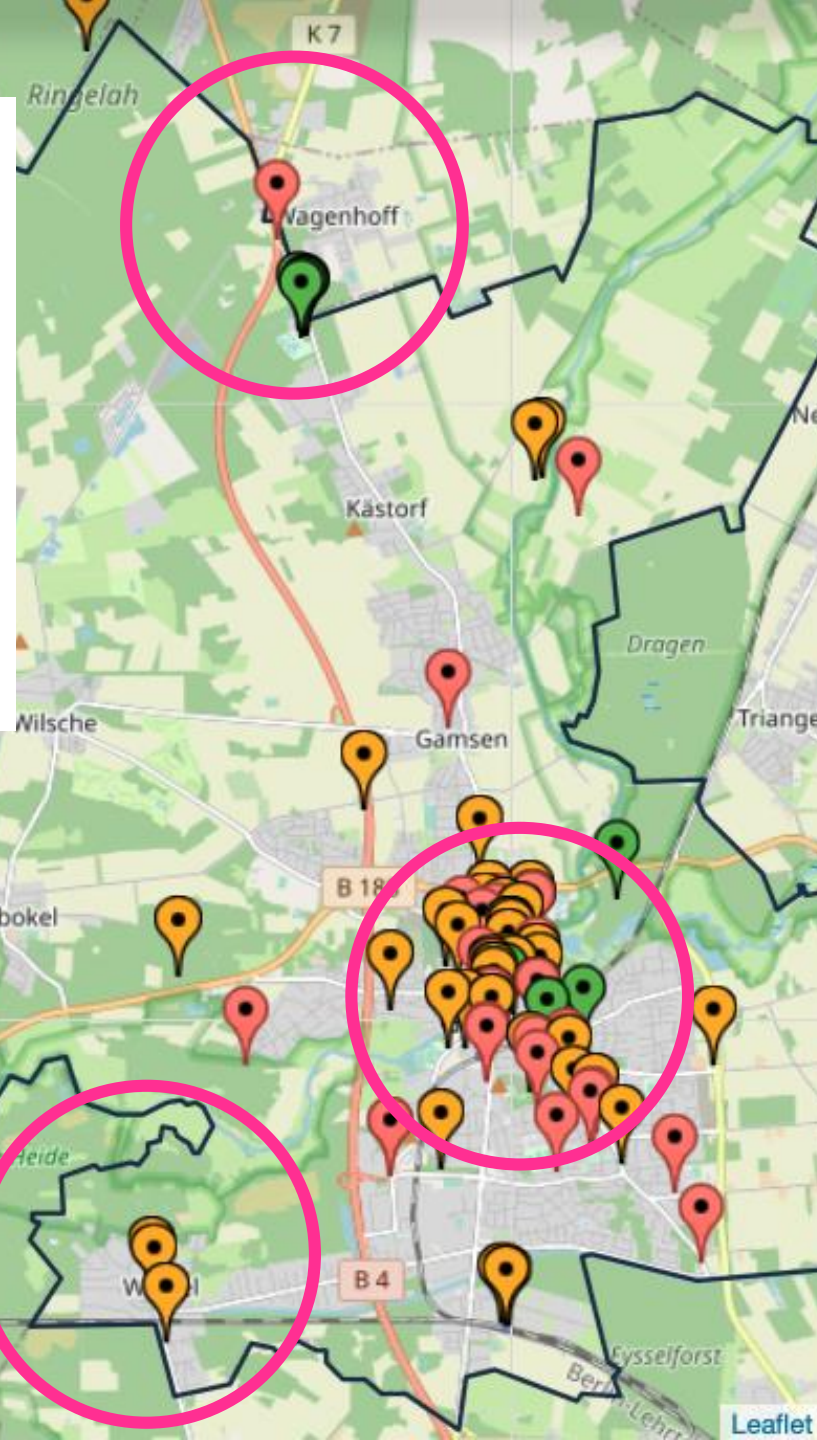 K 7
Ringelah
Wagenhoff
Kästorf
Dragen
Wilsche
Gamsen
B 188
bokel
Heide
B 4
Eysselforst
Leaflet